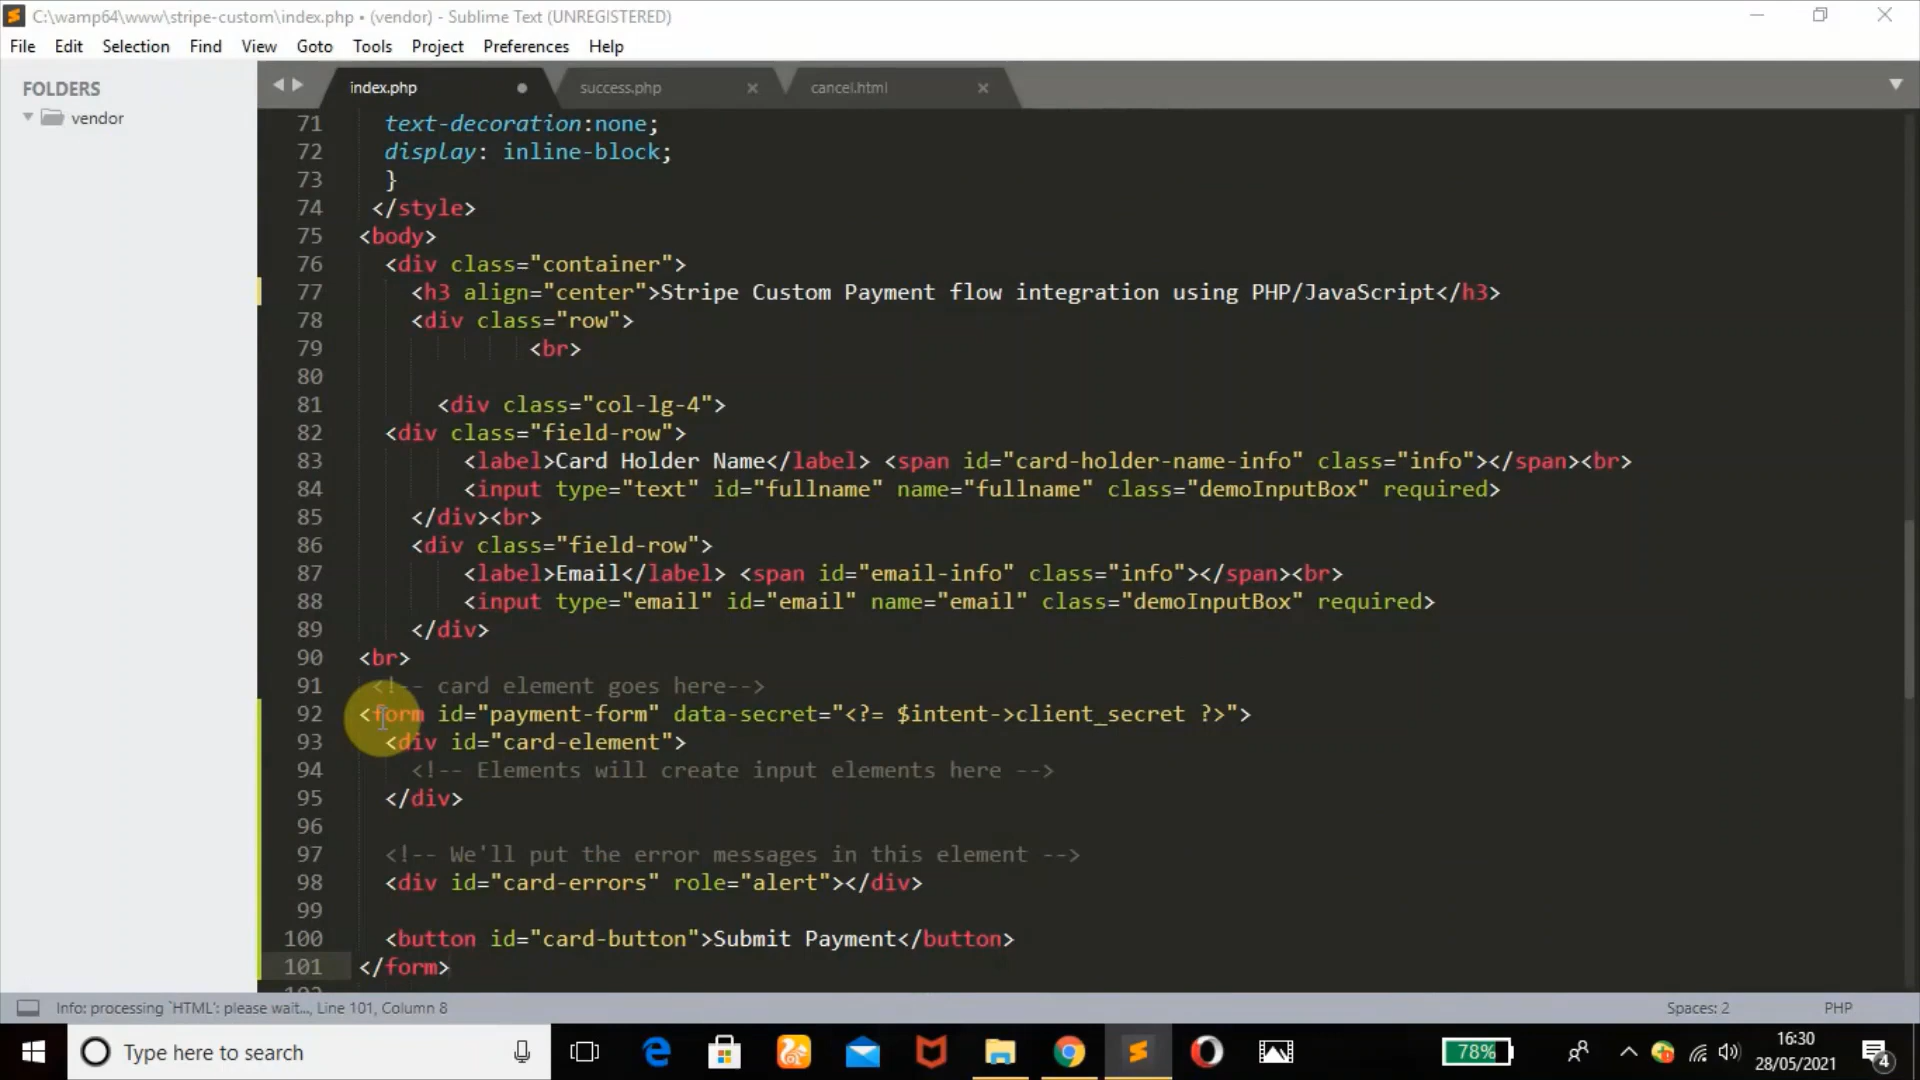 C:\wamp64\www\stripe-custom\index.php • (vendor) - Sublime Text (UNREGISTERED)
File Edit Selection Find View Goto Tools Project Preferences Help
FOLDERS
vendor
index.php success.php cancel.html
71 text-decoration:none;
72 display: inline-block;
73 }
74 </style>
75 <body>
76 <div class="container">
77 <h3 align="center">Stripe Custom Payment flow integration using PHP/JavaScript</h3>
78 <div class="row">
79 <br>
80
81 <div class="col-lg-4">
82 <div class="field-row">
83 <label>Card Holder Name</label> <span id="card-holder-name-info" class="info"></span><br>
84 <input type="text" id="fullname" name="fullname" class="demoInputBox" required>
85 </div><br>
86 <div class="field-row">
87 <label>Email</label> <span id="email-info" class="info"></span><br>
88 <input type="email" id="email" name="email" class="demoInputBox" required>
89 </div>
90 <br>
91 <!-- card element goes here-->
92 <form id="payment-form" data-secret="<?= $intent->client_secret ?>">
93 <div id="card-element">
94 <!-- Elements will create input elements here -->
95 </div>
96
97 <!-- We'll put the error messages in this element -->
98 <div id="card-errors" role="alert"></div>
99
100 <button id="card-button">Submit Payment</button>
101 </form>
Info: processing `HTML': please wait..., Line 101, Column 8 Spaces: 2 PHP
Type here to search 78% 16:30
28/05/2021 4